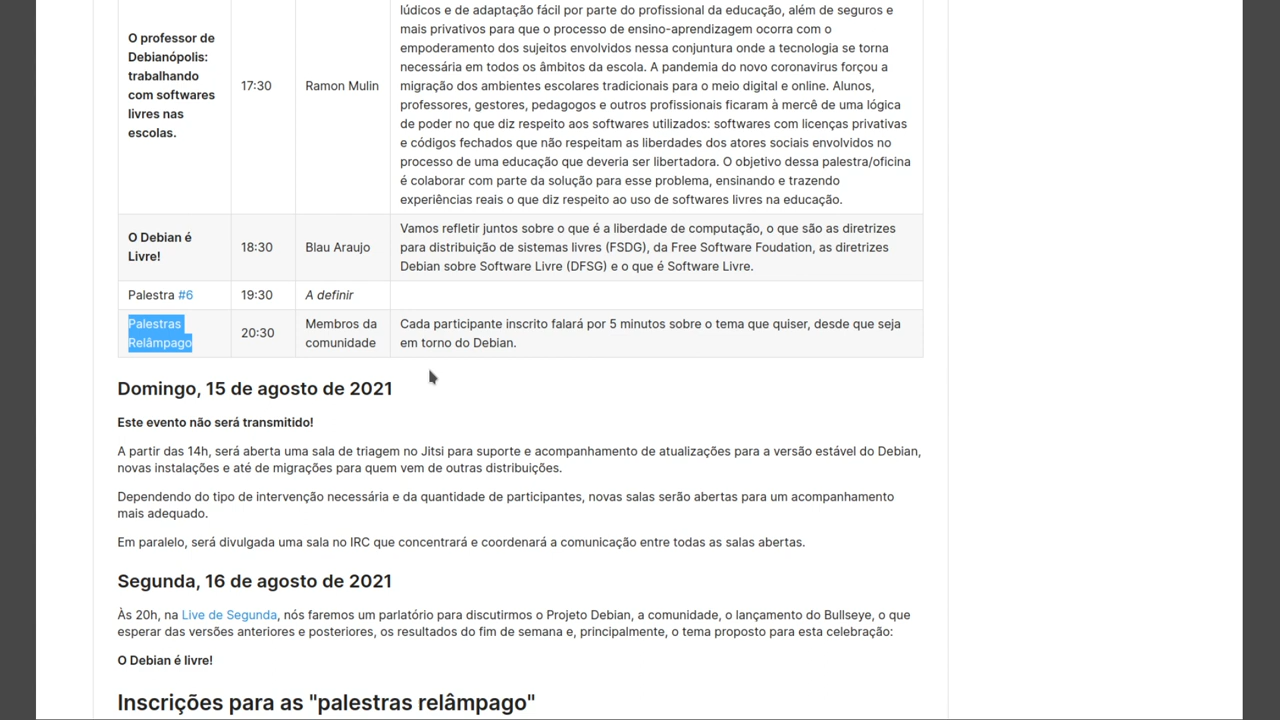 lúdicos e de adaptação fácil por parte do profissional da educação, além de seguros e
mais privativos para que o processo de ensino-aprendizagem ocorra com o
empoderamento dos sujeitos envolvidos nessa conjuntura onde a tecnologia se torna
necessária em todos os âmbitos da escola. A pandemia do novo coronavirus forçou a
migração dos ambientes escolares tradicionais para o meio digital e online. Alunos,
professores, gestores, pedagogos e outros profissionais ficaram à mercê de uma lógica
de poder no que diz respeito aos softwares utilizados: softwares com licenças privativas
e códigos fechados que não respeitam as liberdades dos atores sociais envolvidos no
processo de uma educação que deveria ser libertadora. O objetivo dessa palestra/oficina
é colaborar com parte da solução para esse problema, ensinando e trazendo
experiências reais o que diz respeito ao uso de softwares livres na educação.
O professor de
Debianópolis:
trabalhando
com softwares
livres nas
escolas.
17:30
Ramon Mulin
O Debian é
Livre!
18:30
Blau Araujo
Vamos refletir juntos sobre o que é a liberdade de computação, o que são as diretrizes
para distribuição de sistemas livres (FSDG), da Free Software Foudation, as diretrizes
Debian sobre Software Livre (DFSG) e o que é Software Livre.
Palestra #6
19:30
A definir
Palestras
Relâmpago
20:30
Membros da
comunidade
Cada participante inscrito falará por 5 minutos sobre o tema que quiser, desde que seja
em torno do Debian.
Domingo, 15 de agosto de 2021
Este evento não será transmitido!
A partir das 14h, será aberta uma sala de triagem no Jitsi para suporte e acompanhamento de atualizações para a versão estável do Debian,
novas instalações e até de migrações para quem vem de outras distribuições.
Dependendo do tipo de intervenção necessária e da quantidade de participantes, novas salas serão abertas para um acompanhamento
mais adequado.
Em paralelo, será divulgada uma sala no IRC que concentrará e coordenará a comunicação entre todas as salas abertas.
Segunda, 16 de agosto de 2021
Às 20h, na Live de Segunda, nós faremos um parlatório para discutirmos o Projeto Debian, a comunidade, o lançamento do Bullseye, o que
esperar das versões anteriores e posteriores, os resultados do fim de semana e, principalmente, o tema proposto para esta celebração:
O Debian é livre!
Inscrições para as "palestras relâmpago"